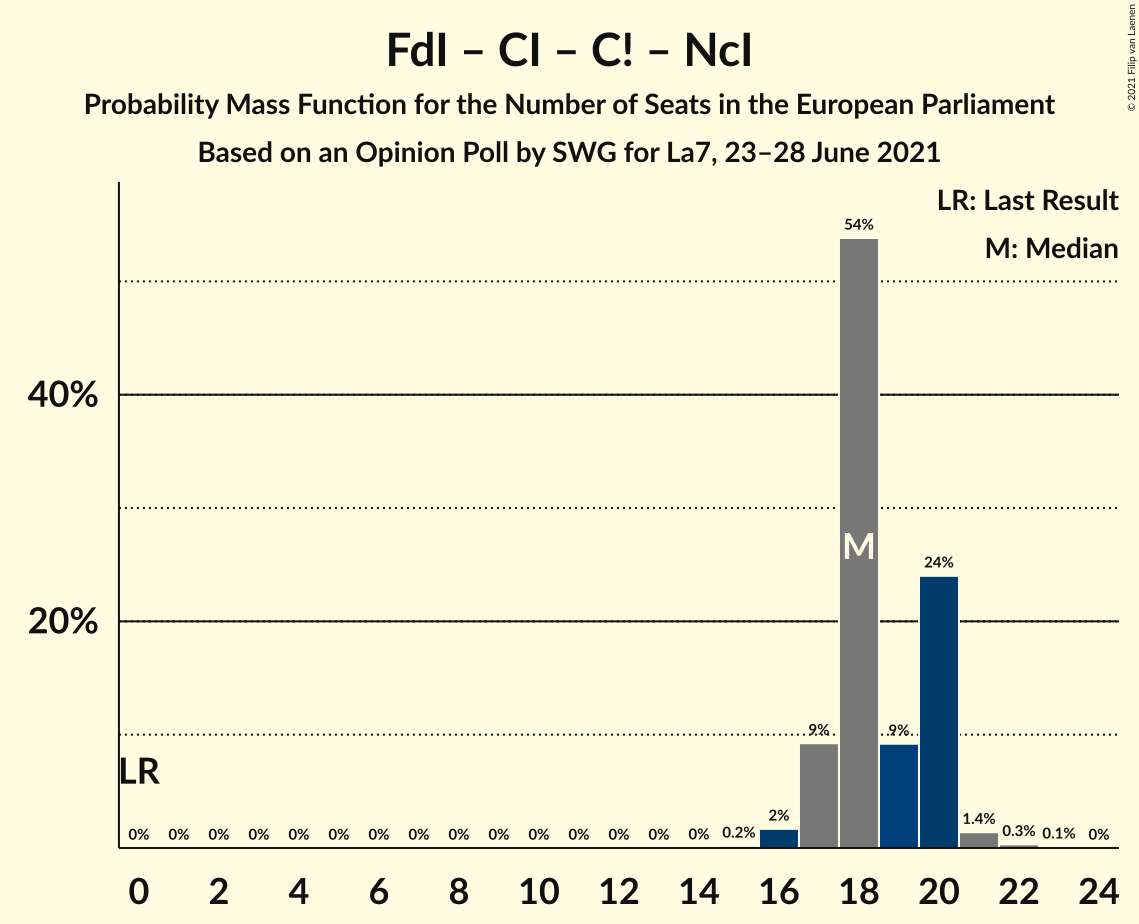 FdI – CI – C! – NcI
Probability Mass Function for the Number of Seats in the European Parliament
Based on an Opinion Poll by SWG for La7, 23–28 June 2021
© 2021 Filip van Laenen
LR: Last Result
M: Median
54%
40%
M
24%
20%
9% 9%
LR
0% 0% 0% 0% 0% 0% 0% 0% 0% 0% 0% 0% 0% 0% 0% 0.2% 2% 1.4% 0.3% 0.1% 0%
0 2 4 6 8 10 12 14 16 18 20 22 24